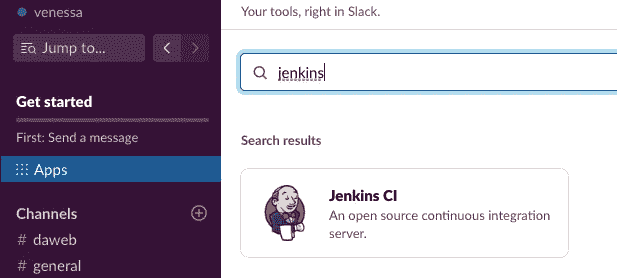 venessa
Jump to...
Get started
First: Send a message
Apps
Channels
# daweb
# general
Your tools, right in Slack.
jenkins
Search results
Jenkins CI
An open source continuous integration
server.